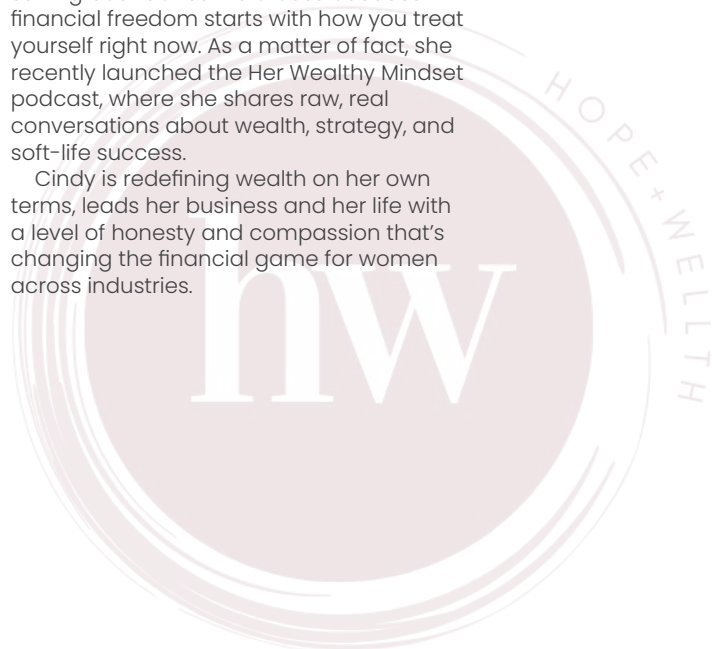 financial freedom starts with how you treat
yourself right now. As a matter of fact, she
recently launched the Her Wealthy Mindset
podcast, where she shares raw, real
conversations about wealth, strategy, and
soft-life success.
Cindy is redefining wealth on her own
terms, leads her business and her life with
a level of honesty and compassion that’s
changing the financial game for women
across industries.
hw
HOPE+WELLTH